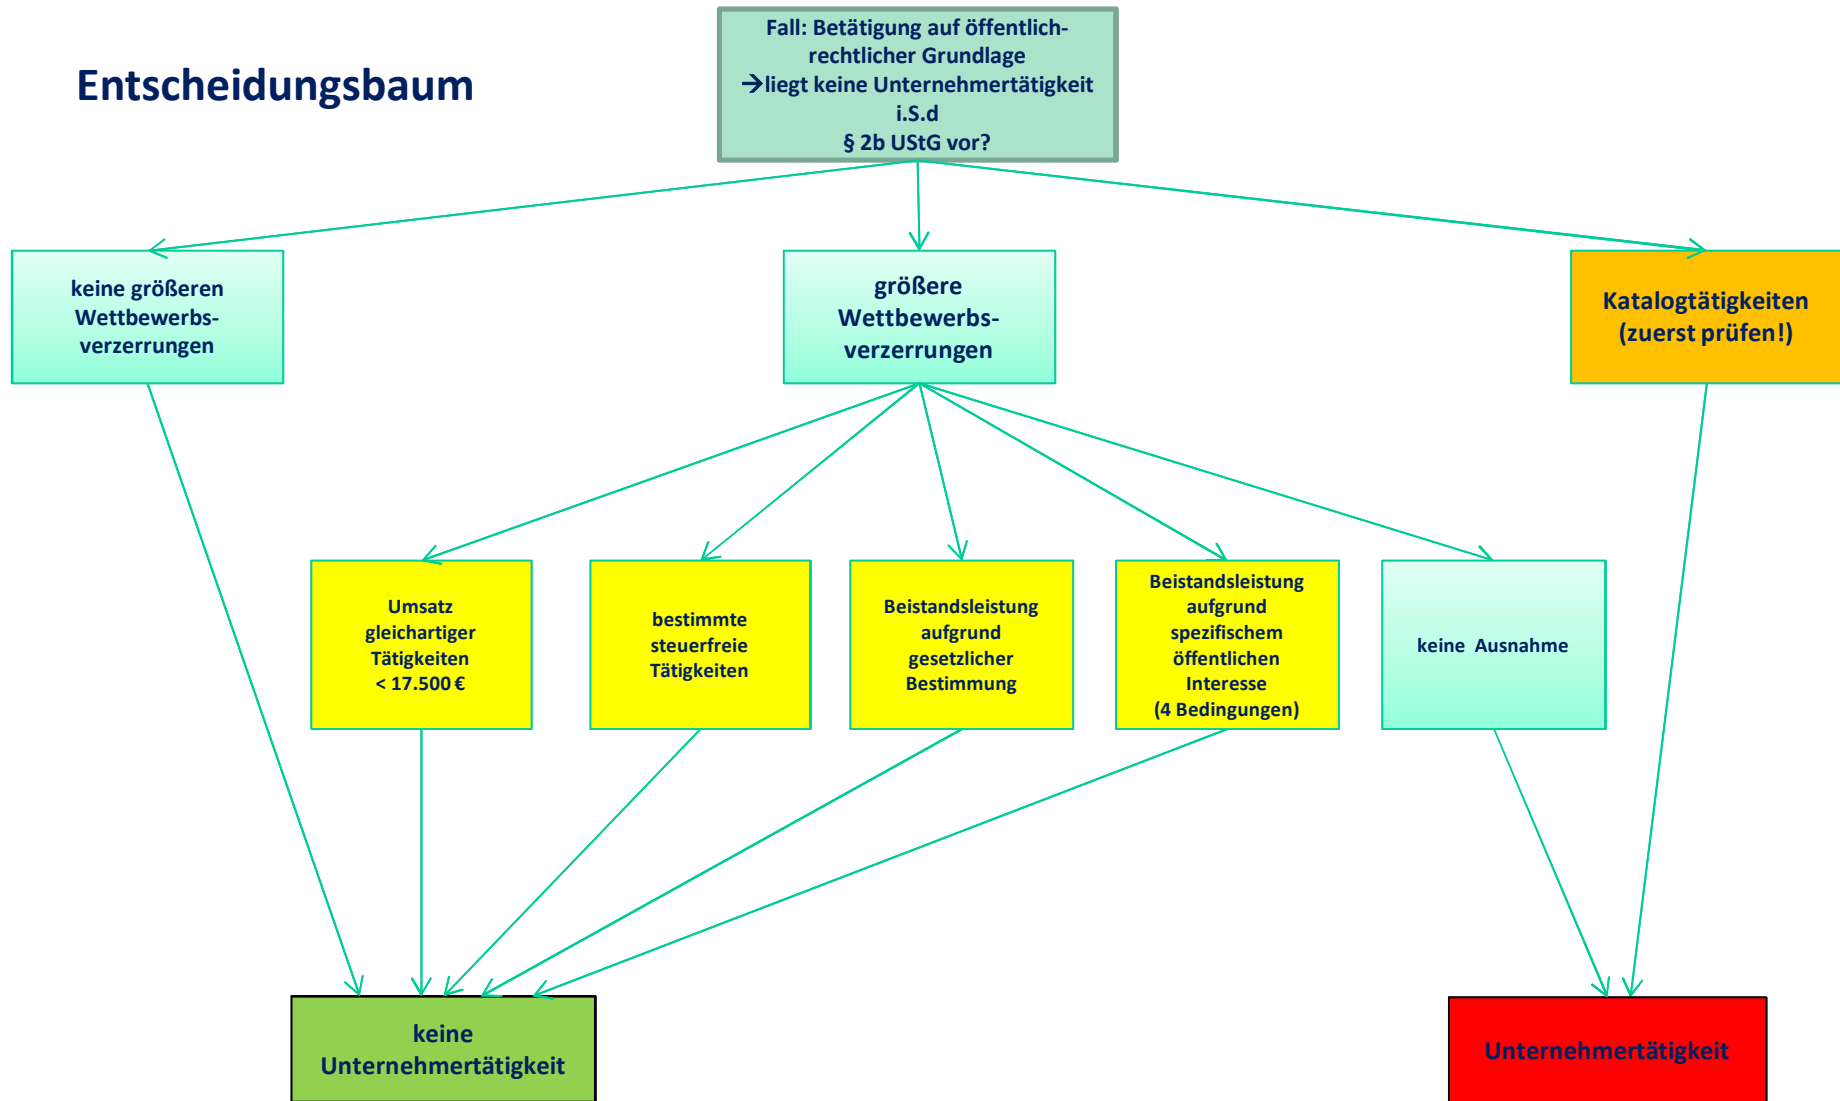 Entscheidungsbaum
Fall: Betätigung auf öffentlich-
rechtlicher Grundlage
→liegt keine Unternehmertätigkeit
i.S.d
§ 2b UStG vor?
keine größeren
Wettbewerbs-
verzerrungen
größere
Wettbewerbs-
verzerrungen
Katalogtätigkeiten
(zuerst prüfen!)
Umsatz
gleichartiger
Tätigkeiten
< 17.500 €
bestimmte
steuerfreie
Tätigkeiten
Beistandsleistung
aufgrund
gesetzlicher
Bestimmung
Beistandsleistung
aufgrund
spezifischem
öffentlichen
Interesse
(4 Bedingungen)
keine Ausnahme
keine
Unternehmertätigkeit
Unternehmertätigkeit